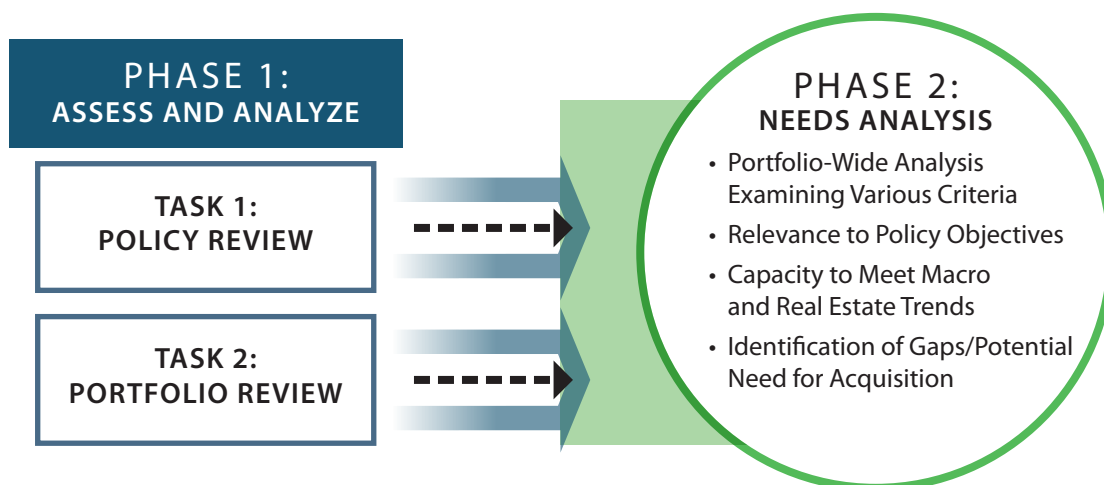 PHASE 1:
ASSESS AND ANALYZE
TASK 1:
POLICY REVIEW
TASK 2:
PORTFOLIO REVIEW
PHASE 2:
NEEDS ANALYSIS
• Portfolio-Wide Analysis
Examining Various Criteria
• Relevance to Policy Objectives
• Capacity to Meet Macro
and Real Estate Trends
• Identification of Gaps/Potential
Need for Acquisition